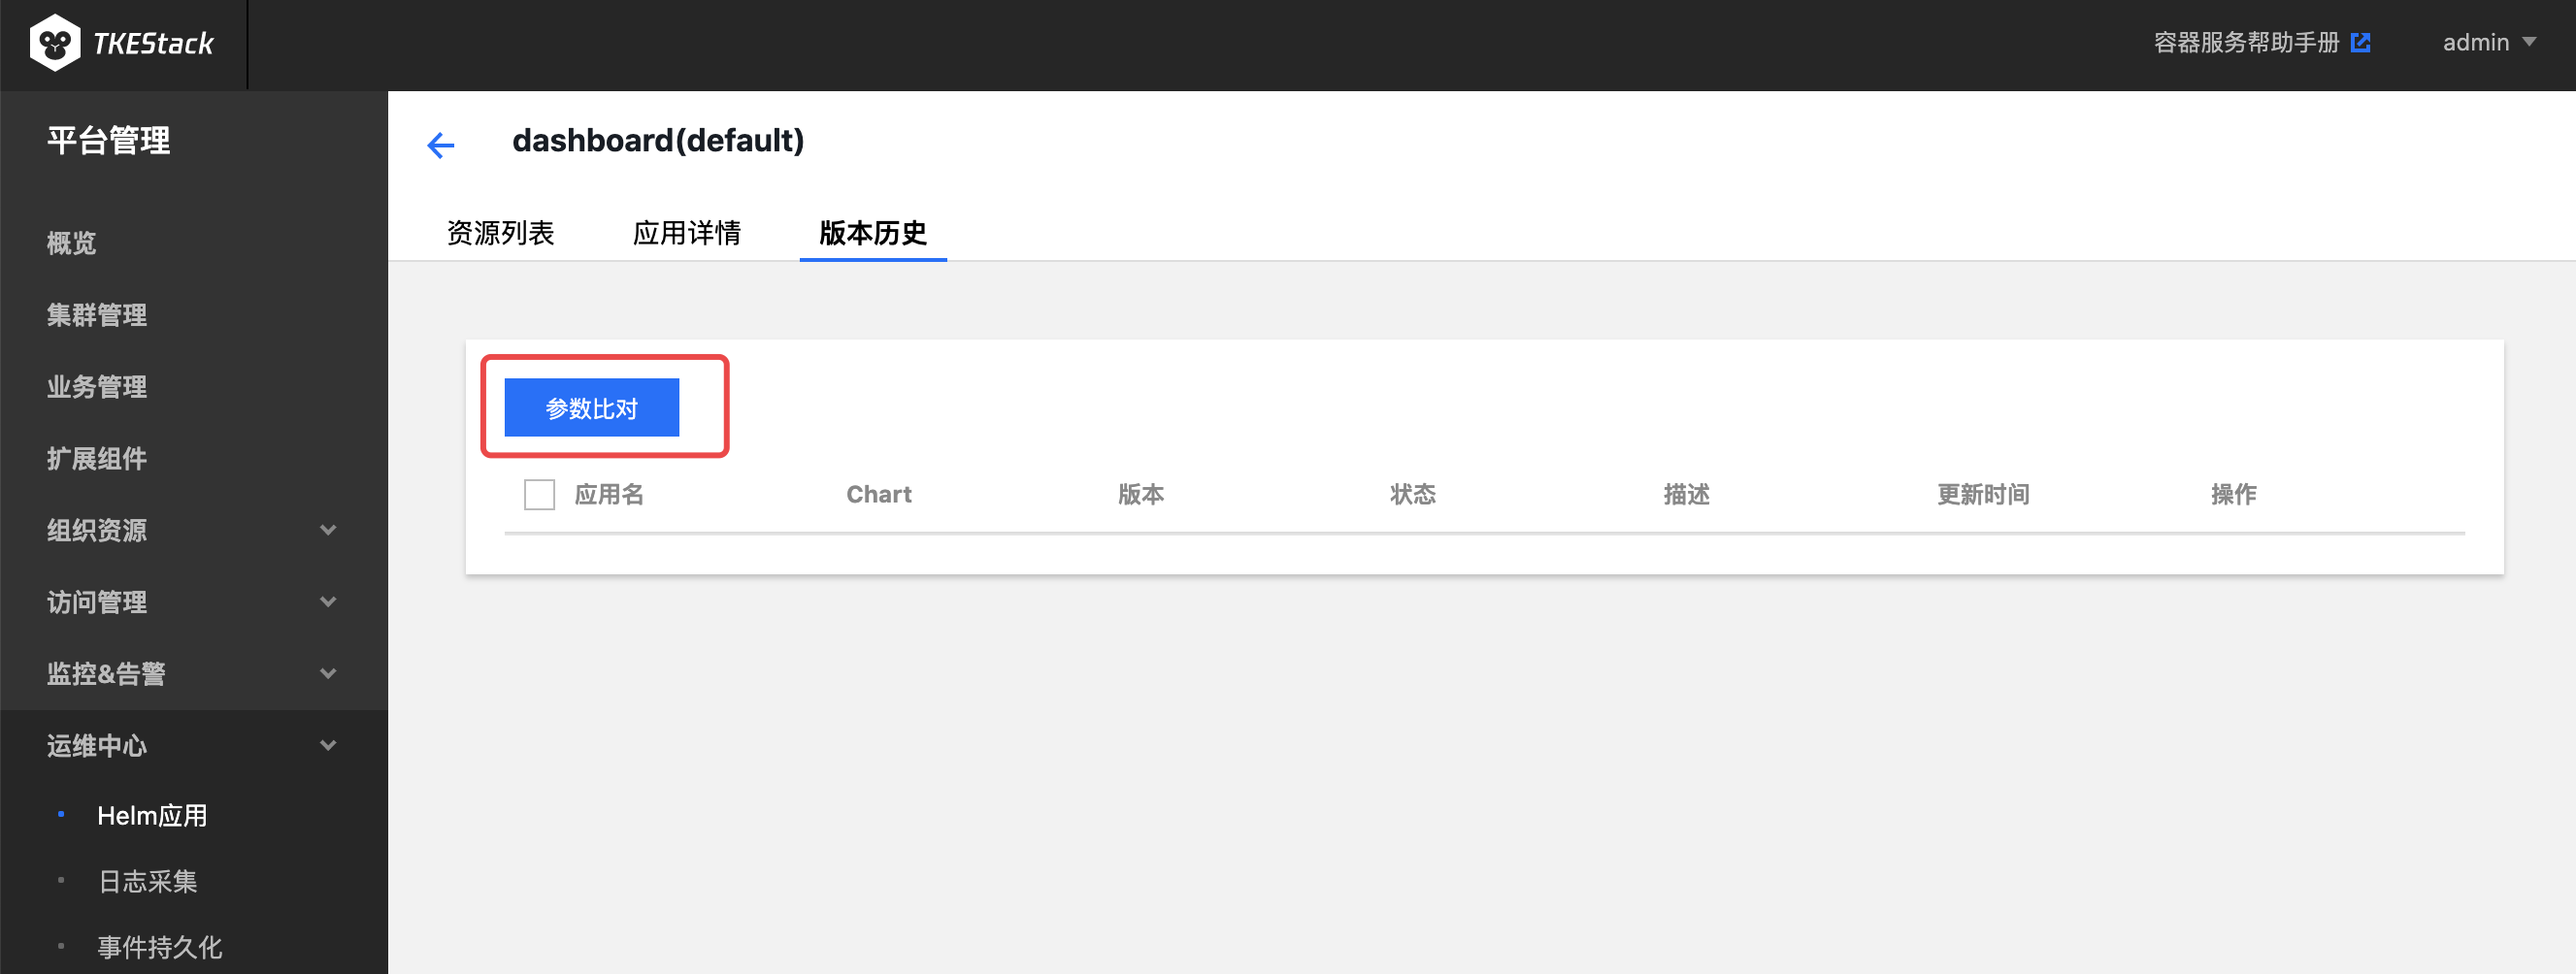 TKEStack
容器服务帮助手册
admin
平台管理
概览
集群管理
业务管理
扩展组件
组织资源
访问管理
监控&告警
运维中心
Helm应用
日志采集
事件持久化
dashboard(default)
资源列表 应用详情 版本历史
参数比对
应用名 Chart 版本 状态 描述 更新时间 操作